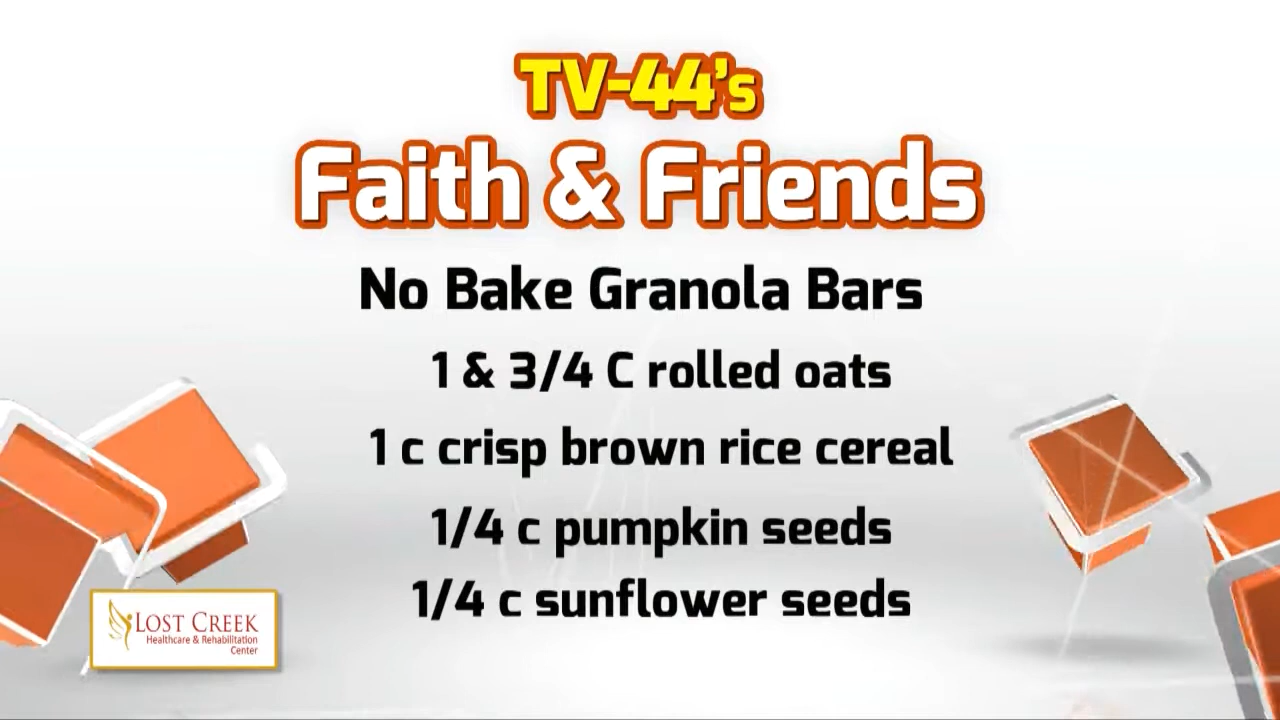 TV-44's
Faith & Friends
No Bake Granola Bars
1 & 3/4 C rolled oats
1 c crisp brown rice cereal
1/4 c pumpkin seeds
1/4 c sunflower seeds
LOST CREEK
Healthcare & Rehabilitation
Center